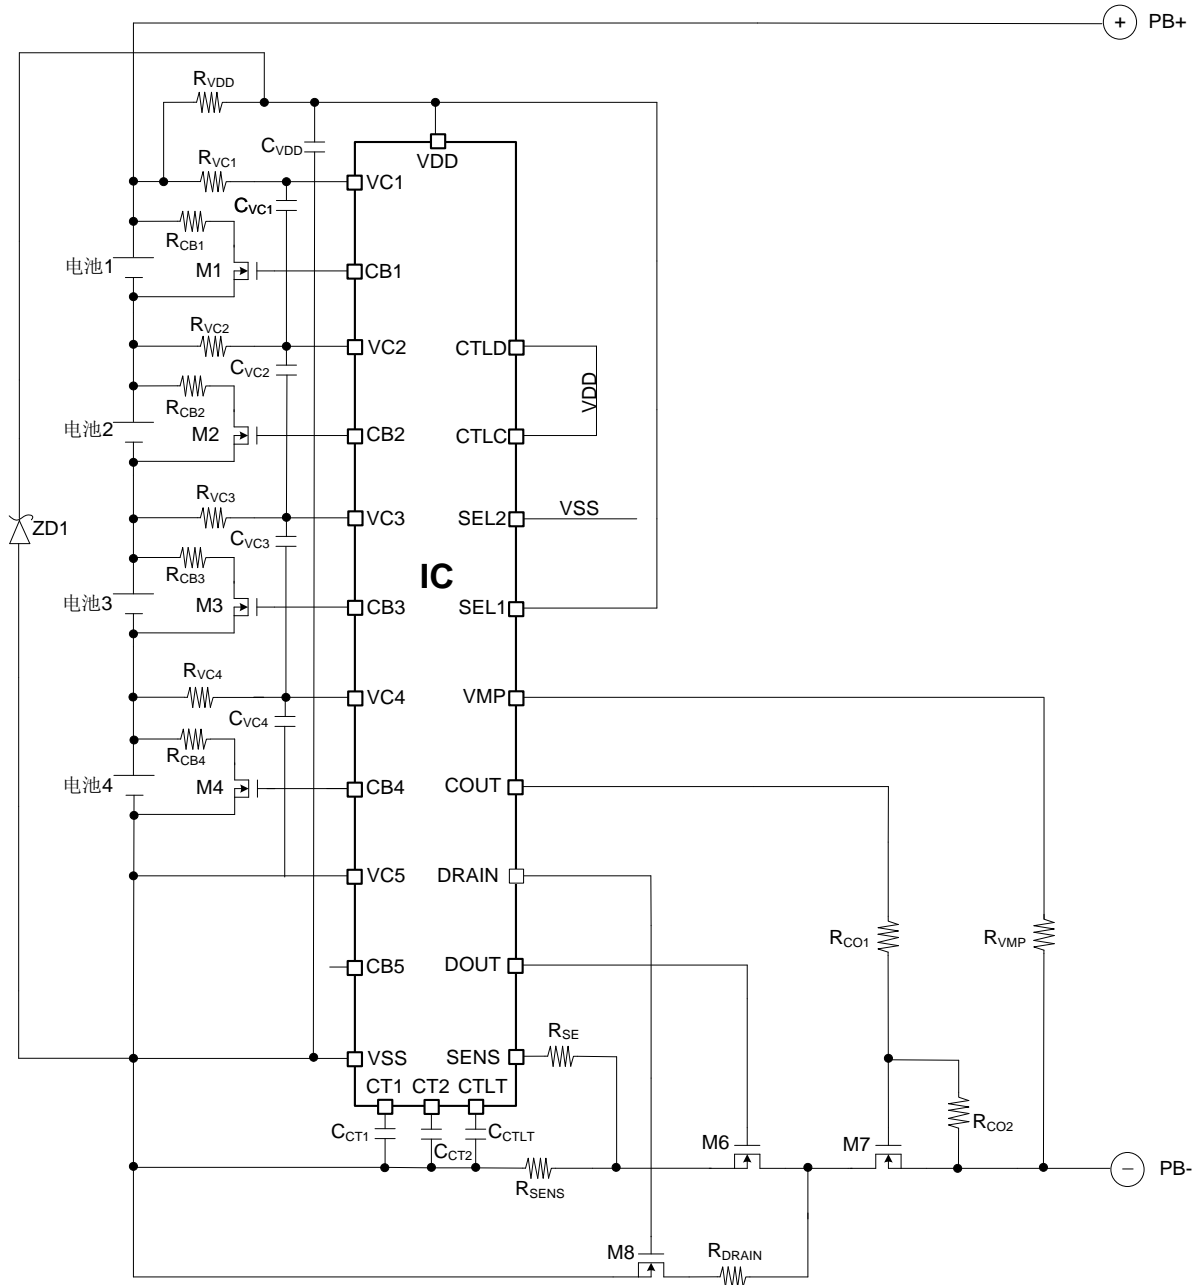 PB+
RVDD
CVDD
VDD
RVC1
VC1
CVC1
RCB1
电池1
M1
CB1
RVC2
VC2
CTLD
CVC2
VDD
RCB2
电池2
M2
CB2
CTLC
RVC3
VC3
SEL2
VSS
ZD1
CVC3
RCB3
IC
电池3
M3
CB3
SEL1
RVC4
VC4
VMP
CVC4
RCB4
电池4
M4
CB4
COUT
VC5
DRAIN
RCO1
RVMP
CB5
DOUT
RSE
VSS
SENS
CT1
CT2
CTLT
CCT1
CCT2
CCTLT
RSENS
M6
M7
RCO2
PB-
M8
RDRAIN